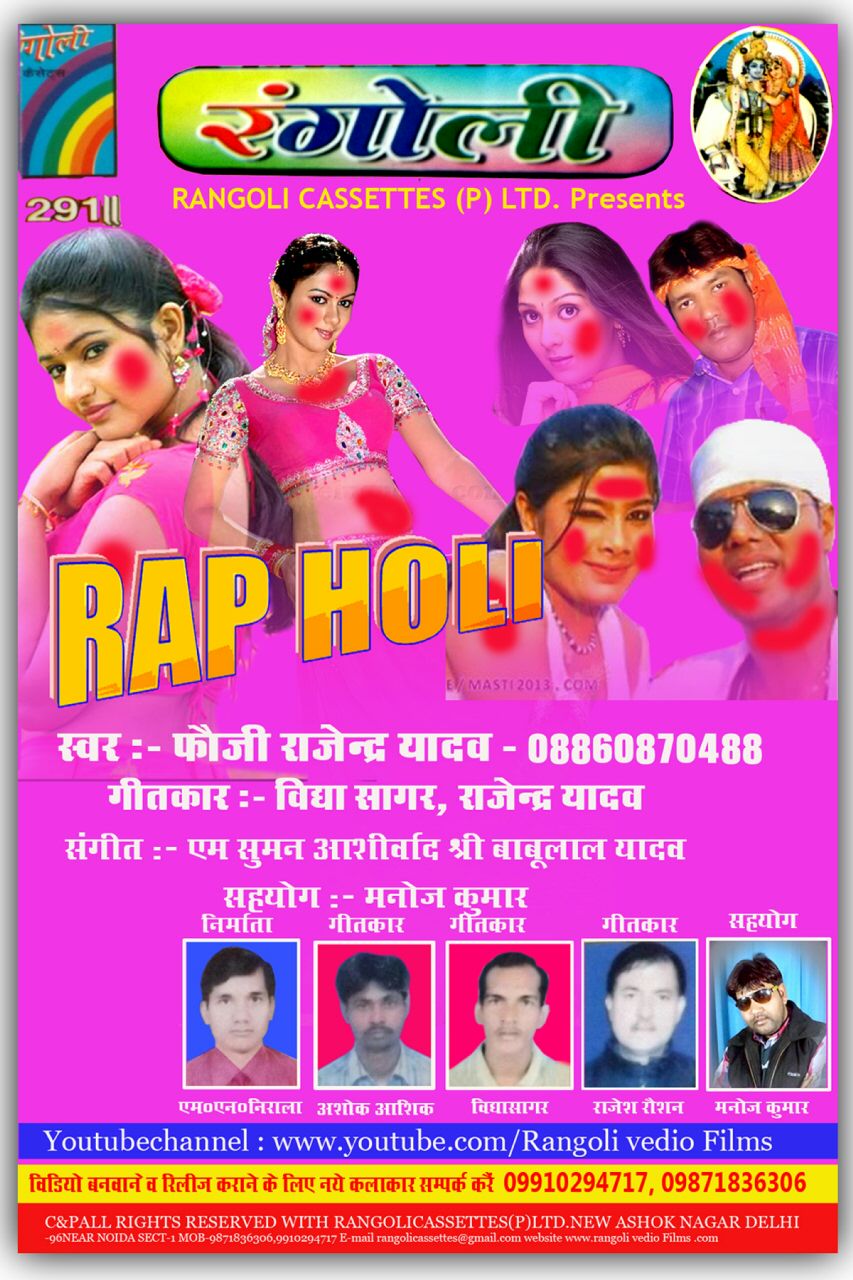 गोली
कैसेट्स
रंगोली
291॥
RANGOLI CASSETTES (P) LTD. Presents
RAP HOLI
E/MASTI2013.COM
स्वर :- फौजी राजेन्द्र यादव - 08860870488
गीतकार :- विद्या सागर, राजेन्द्र यादव
संगीत :- एम सुमन आशीर्वाद श्री बाबूलाल यादव
सहयोग :- मनोज कुमार
निर्माता गीतकार गीतकार गीतकार सहयोग
एम०एन०निराला अशोक आशिक विद्यासागर राजेश रौशन मनोज कुमार
Youtubechannel : www.youtube.com/Rangoli vedio Films
विडियो बनवाने व रिलीज कराने के लिए नये कलाकार सम्पर्क करैं 09910294717, 09871836306
C&PALL RIGHTS RESERVED WITH RANGOLICASSETTES(P)LTD.NEW ASHOK NAGAR DELHI
-96NEAR NOIDA SECT-1 MOB-9871836306,9910294717 E-mail rangolicassettes@gmail.com website www.rangoli vedio Films .com